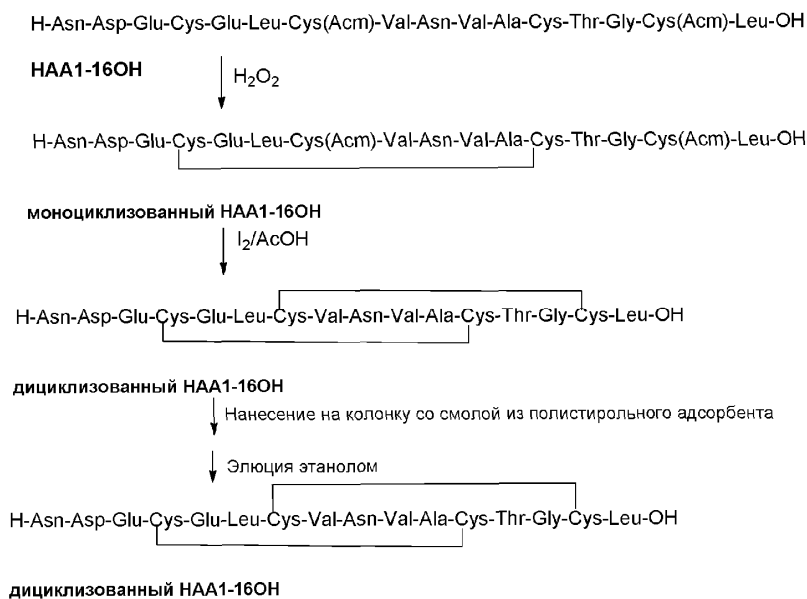 H-Asn-Asp-Glu-Cys-Glu-Leu-Cys(Acm)-Val-Asn-Val-Ala-Cys-Thr-Gly-Cys(Acm)-Leu-OH
HAA1-16OH
H₂O₂
H-Asn-Asp-Glu-Cys-Glu-Leu-Cys(Acm)-Val-Asn-Val-Ala-Cys-Thr-Gly-Cys(Acm)-Leu-OH
моноциклизованный HAA1-16OH
I₂/AcOH
H-Asn-Asp-Glu-Cys-Glu-Leu-Cys-Val-Asn-Val-Ala-Cys-Thr-Gly-Cys-Leu-OH
дициклизованный HAA1-16OH
Нанесение на колонку со смолой из полистирольного адсорбента
Элюция этанолом
H-Asn-Asp-Glu-Cys-Glu-Leu-Cys-Val-Asn-Val-Ala-Cys-Thr-Gly-Cys-Leu-OH
дициклизованный HAA1-16OH